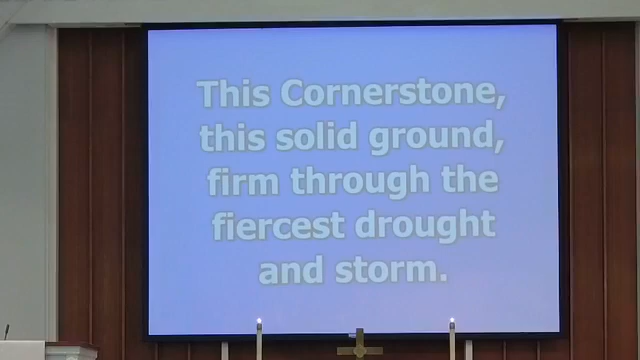 This Cornerstone,
this solid ground,
firm through the
fiercest drought
and storm.